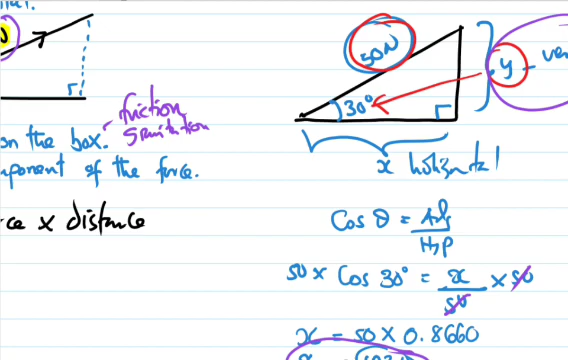 50N
30°
y - ver
x horizontal
friction
on the box.
ponent of the force.
ce x distance
Cos θ = Adj
Hyp
50 x Cos 30° = x x 50
50
x = 50 x 0.8660